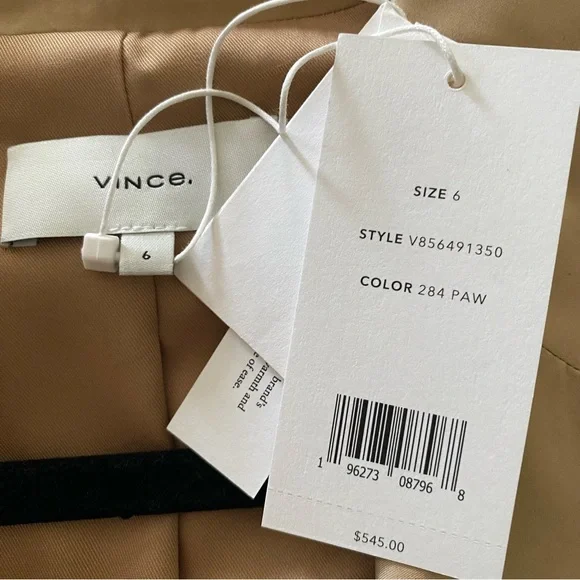 VINCE.
6
SIZE 6
STYLE V856491350
COLOR 284 PAW
1 96273 08796 8
$545.00
brand's
warmth and
of ease.